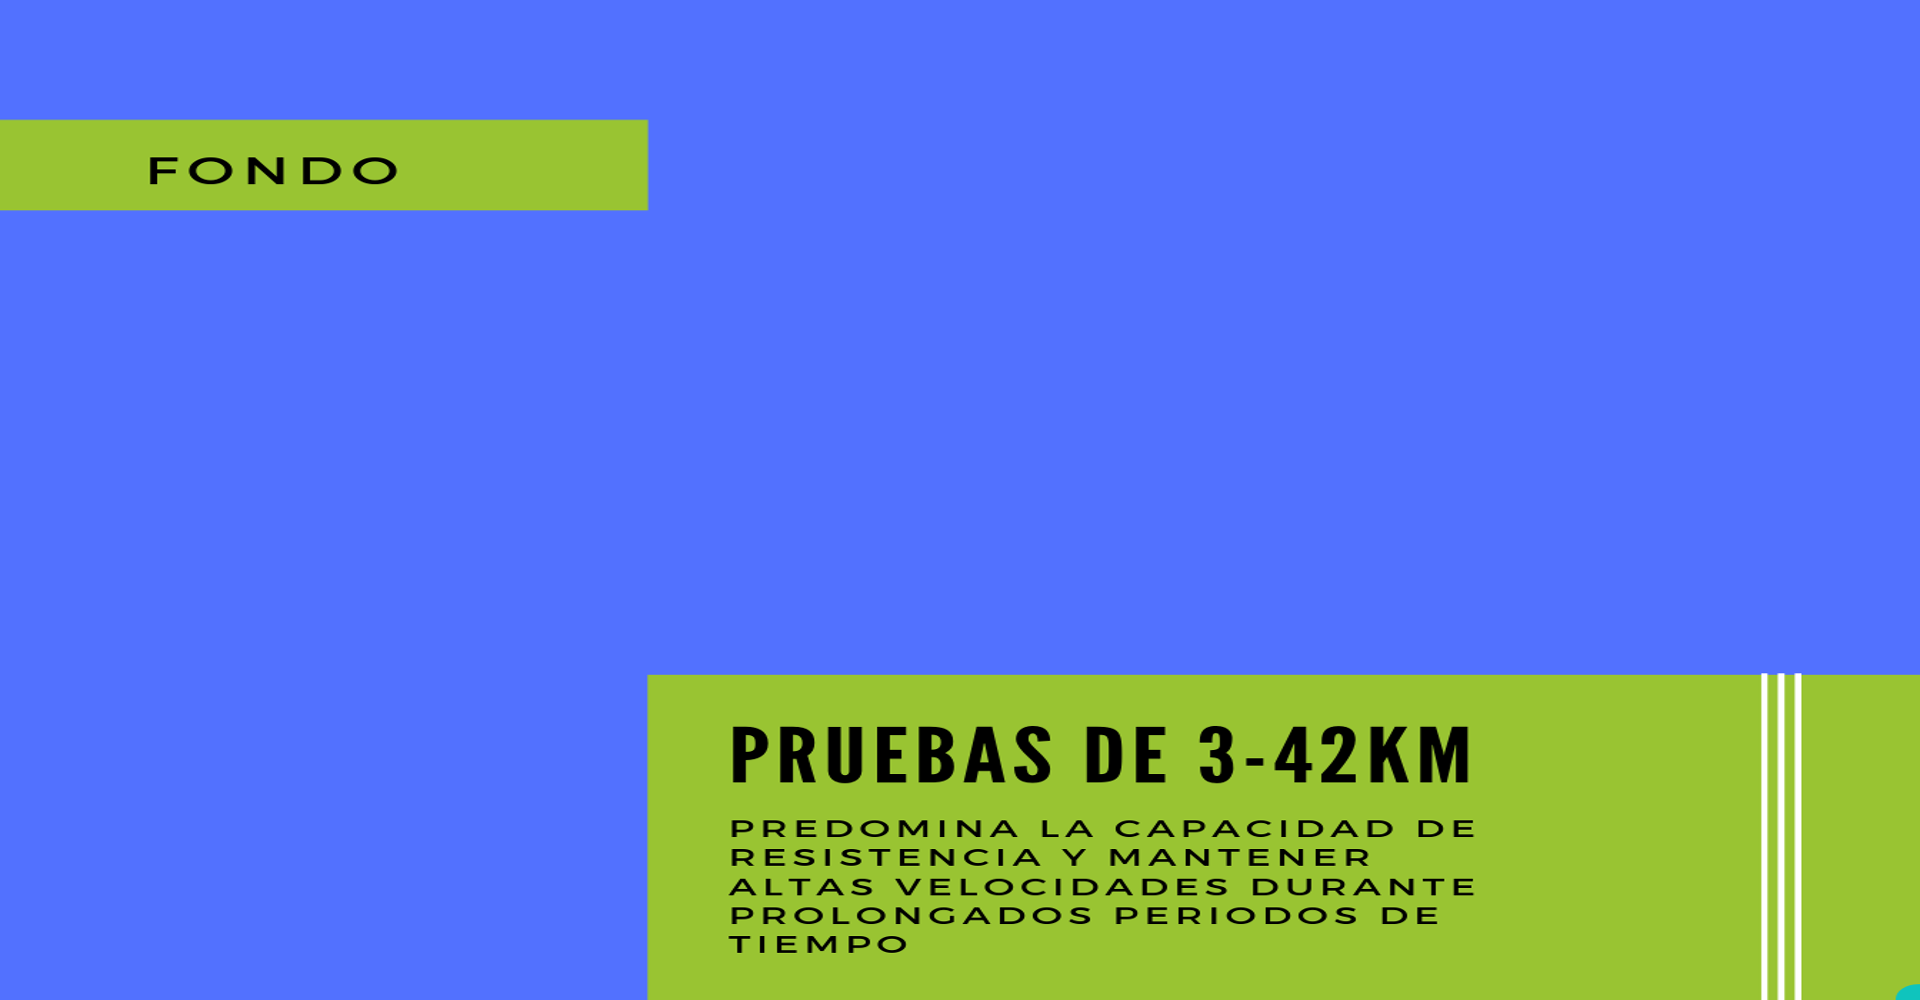 FONDO
PRUEBAS DE 3-42KM
PREDOMINA LA CAPACIDAD DE
RESISTENCIA Y MANTENER
ALTAS VELOCIDADES DURANTE
PROLONGADOS PERIODOS DE
TIEMPO